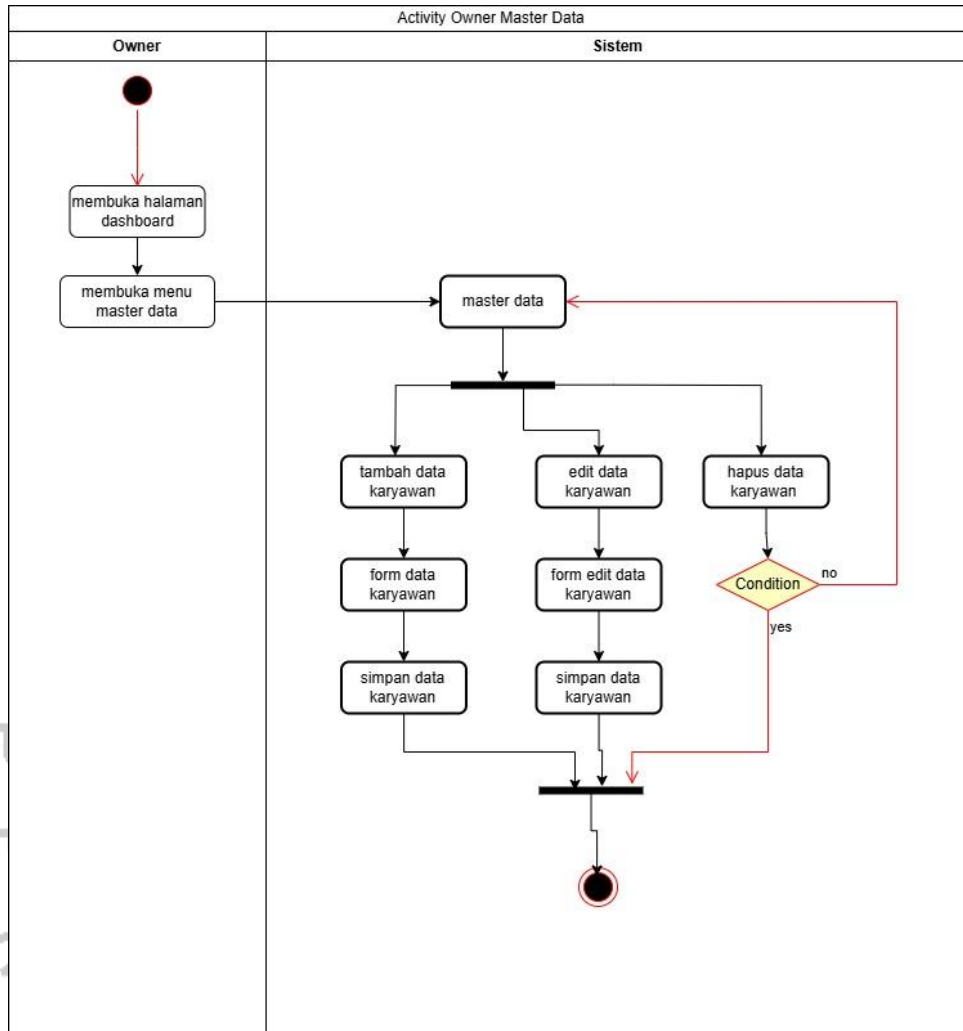 Activity Owner Master Data
Owner
Sistem
membuka halaman
dashboard
membuka menu
master data
master data
tambah data
karyawan
edit data
karyawan
hapus data
karyawan
form data
karyawan
form edit data
karyawan
Condition
no
yes
simpan data
karyawan
simpan data
karyawan